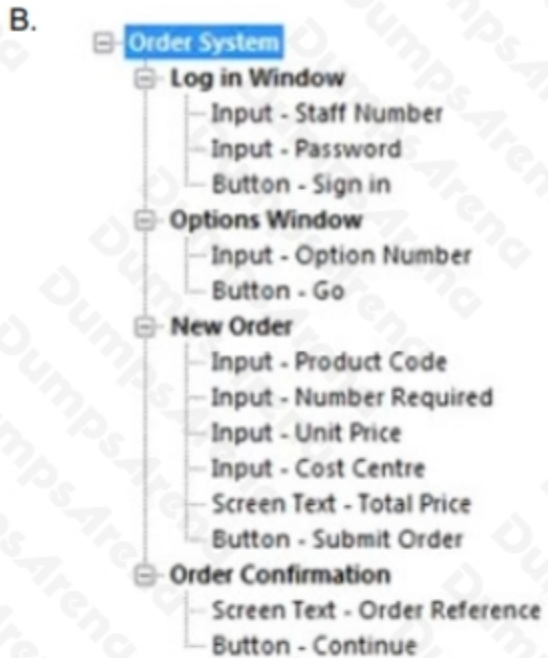 B.
Order System
Log in Window
Input - Staff Number
Input - Password
Button - Sign in
Options Window
Input - Option Number
Button - Go
New Order
Input - Product Code
Input - Number Required
Input - Unit Price
Input - Cost Centre
Screen Text - Total Price
Button - Submit Order
Order Confirmation
Screen Text - Order Reference
Button - Continue
DumpsArena